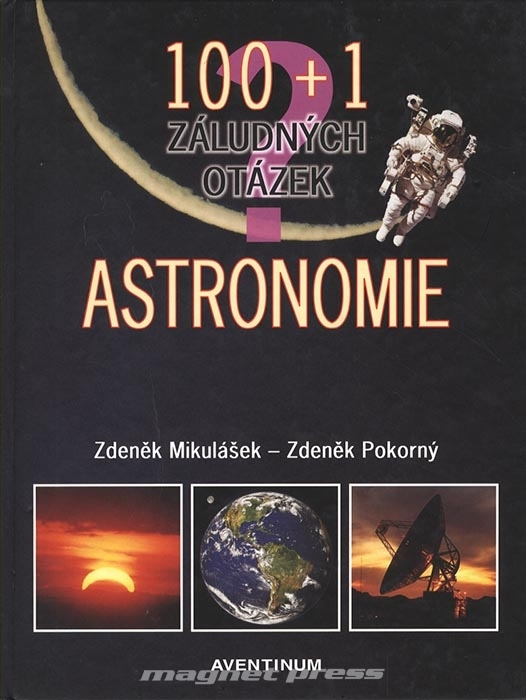 100 + 1
?
ZÁLUDNÝCH
OTÁZEK
ASTRONOMIE
Zdeněk Mikulášek – Zdeněk Pokorný
AVENTINUM
magnet press